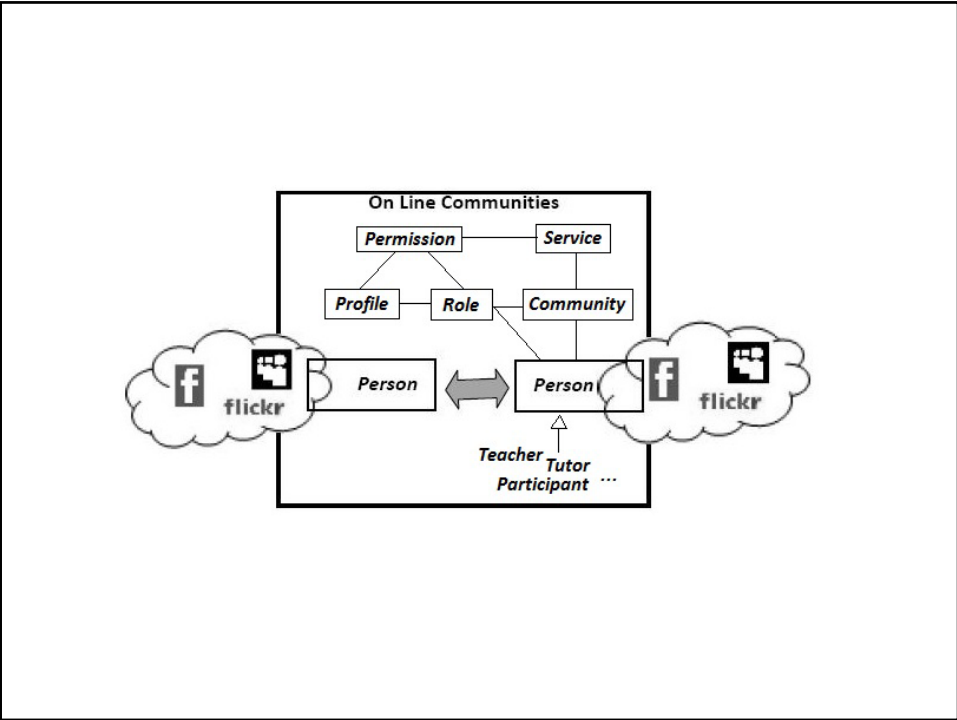 On Line Communities
Permission Service
Profile Role Community
f
flickr
Person
Person
f
flickr
Teacher
Tutor
Participant ...